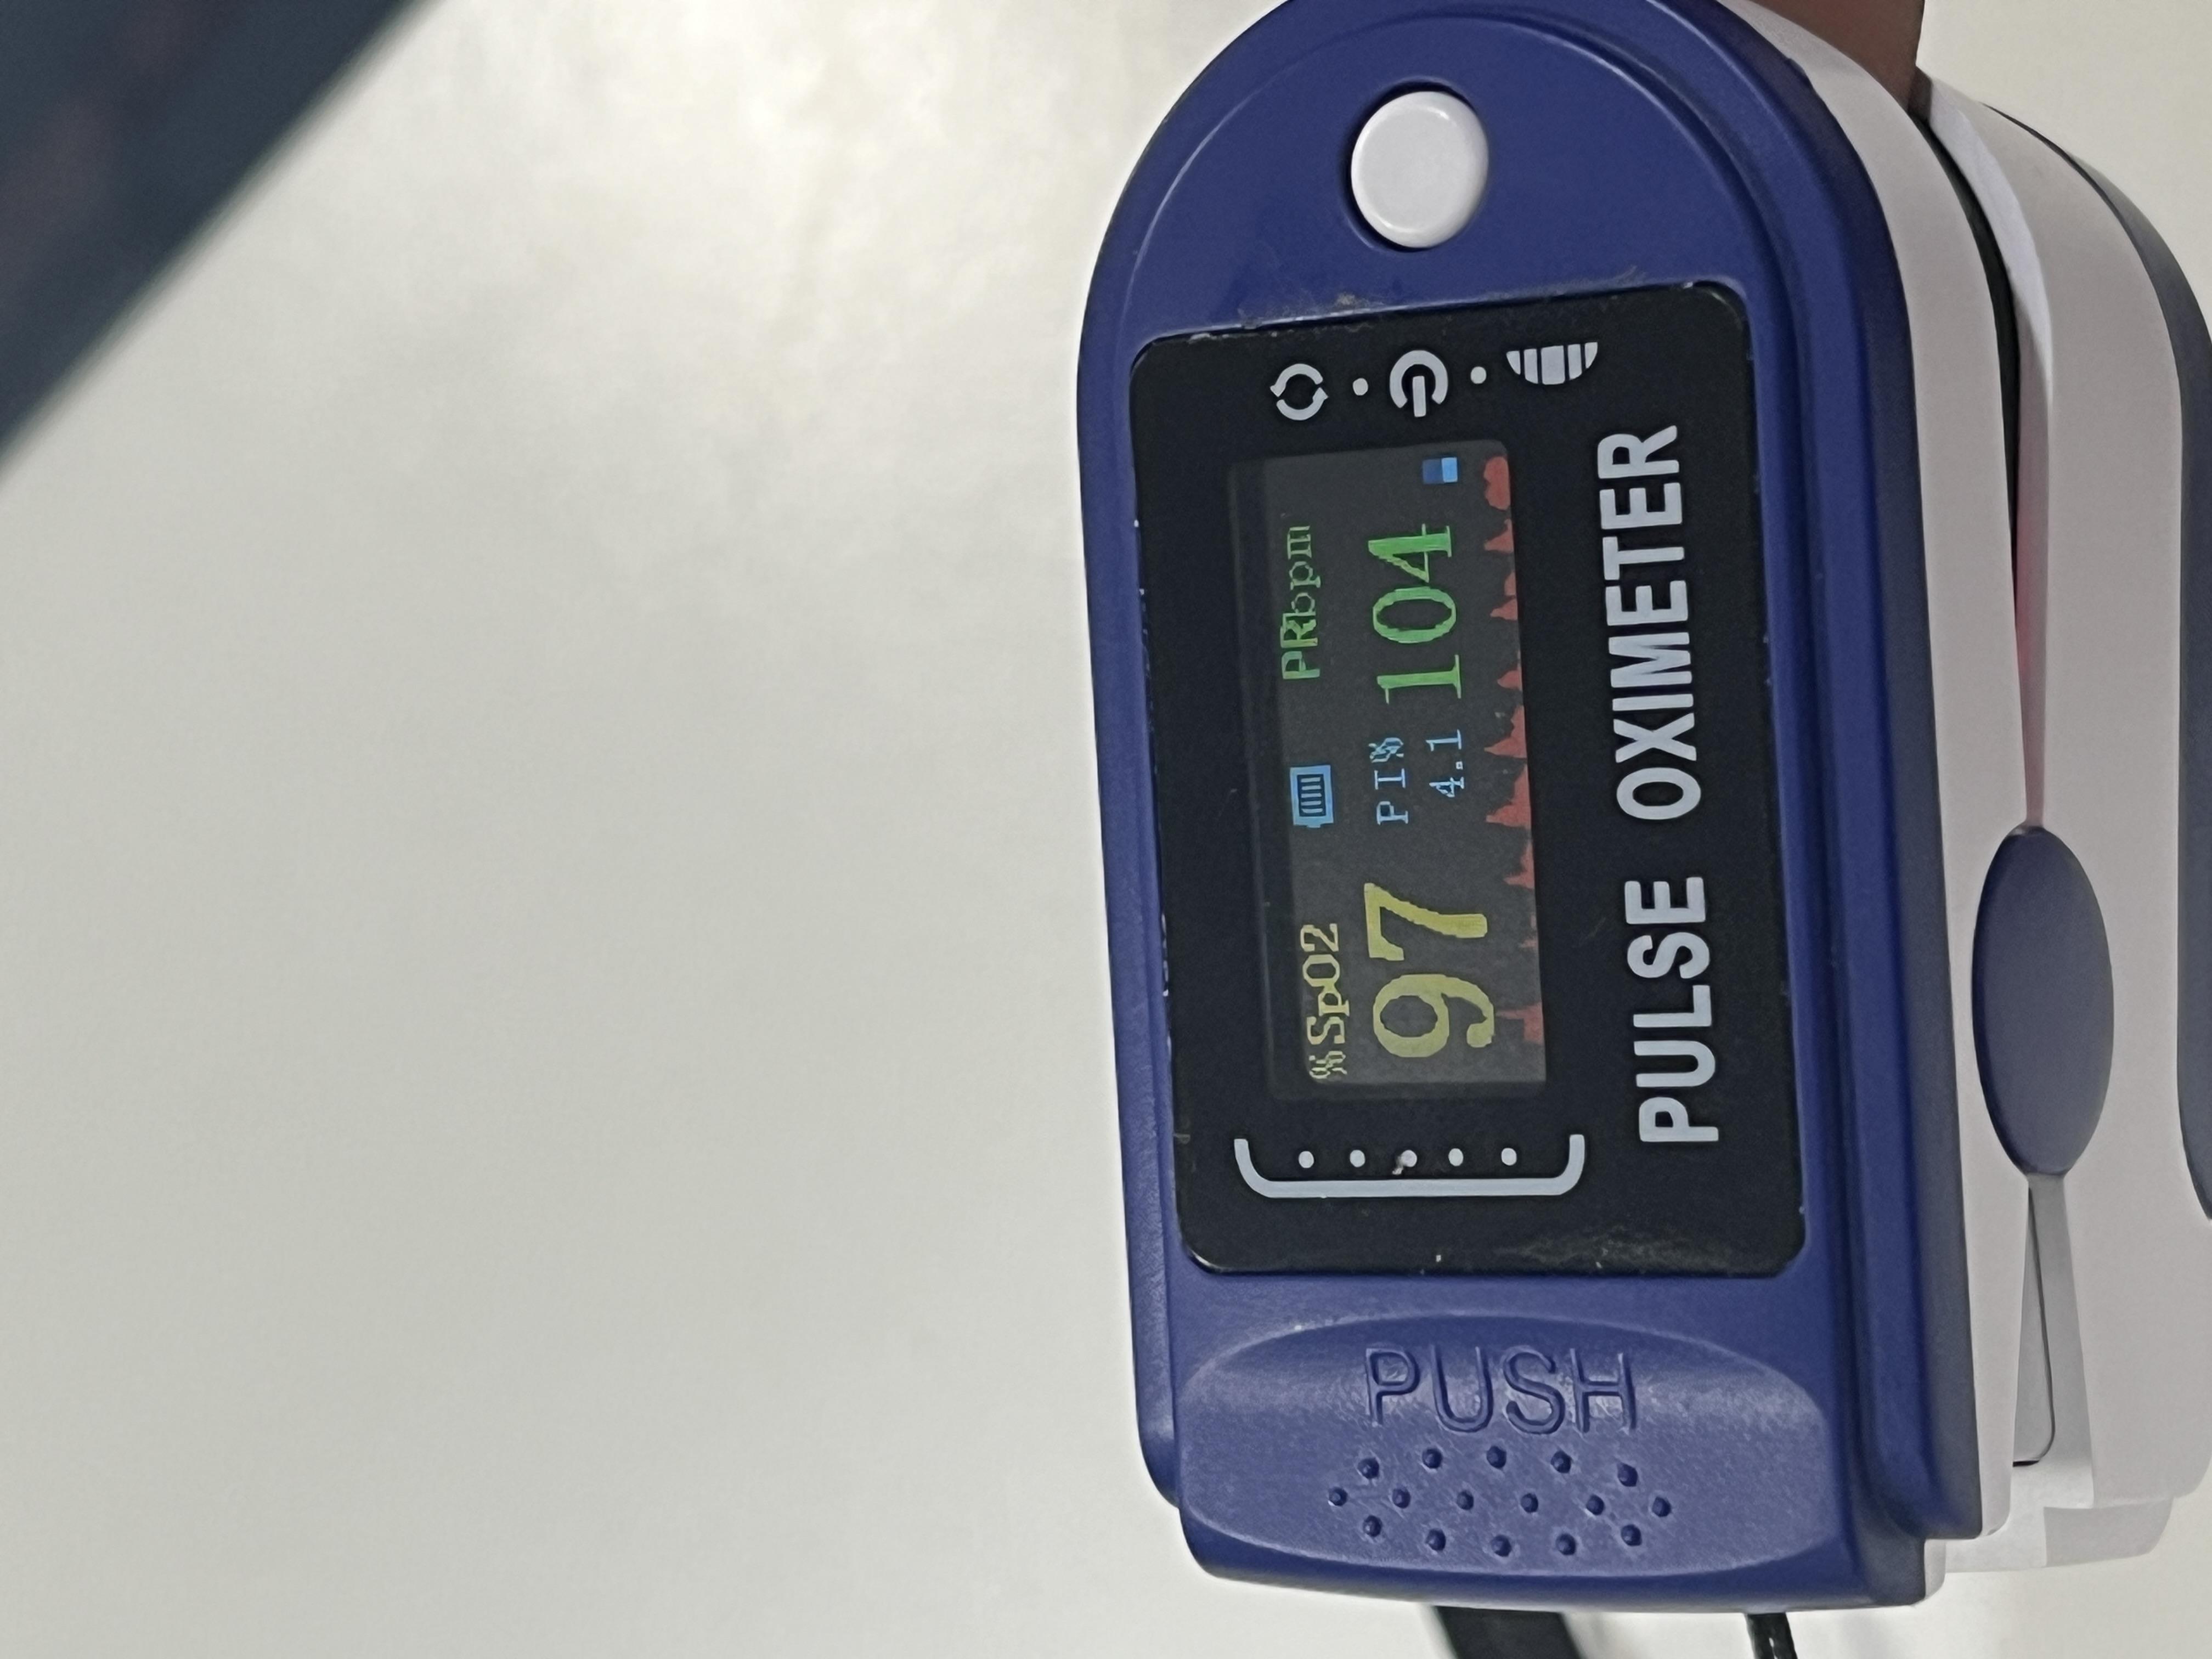 %SpO2
PRbpm
97
PI%
4.1
104
PULSE OXIMETER
PUSH